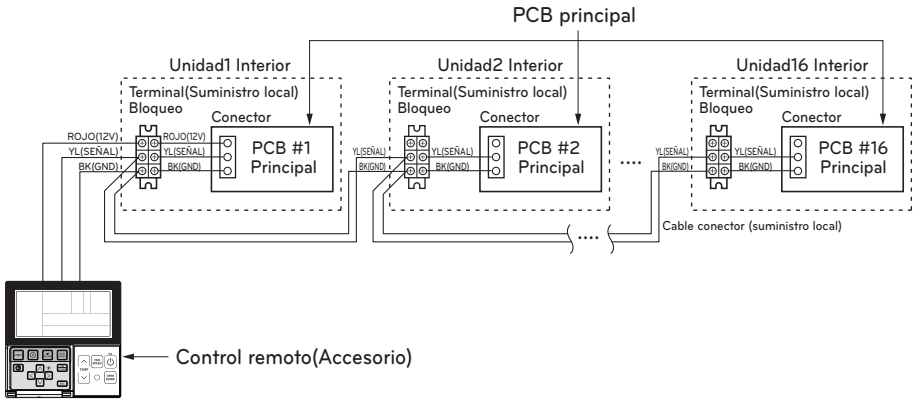 PCB principal
Unidad1 Interior
Unidad2 Interior
Unidad16 Interior
Terminal(Suministro local)
Bloqueo
Conector
Terminal(Suministro local)
Bloqueo
Conector
Terminal(Suministro local)
Bloqueo
Conector
ROJO(12V)
ROJO(12V)
YL(SEÑAL)
YL(SEÑAL)
BK(GND)
BK(GND)
PCB #1
Principal
YL(SEÑAL)
YL(SEÑAL)
BK(GND)
BK(GND)
PCB #2
Principal
....
YL(SEÑAL)
YL(SEÑAL)
BK(GND)
BK(GND)
PCB #16
Principal
....
Cable conector (suministro local)
Control remoto(Accesorio)
TEMP